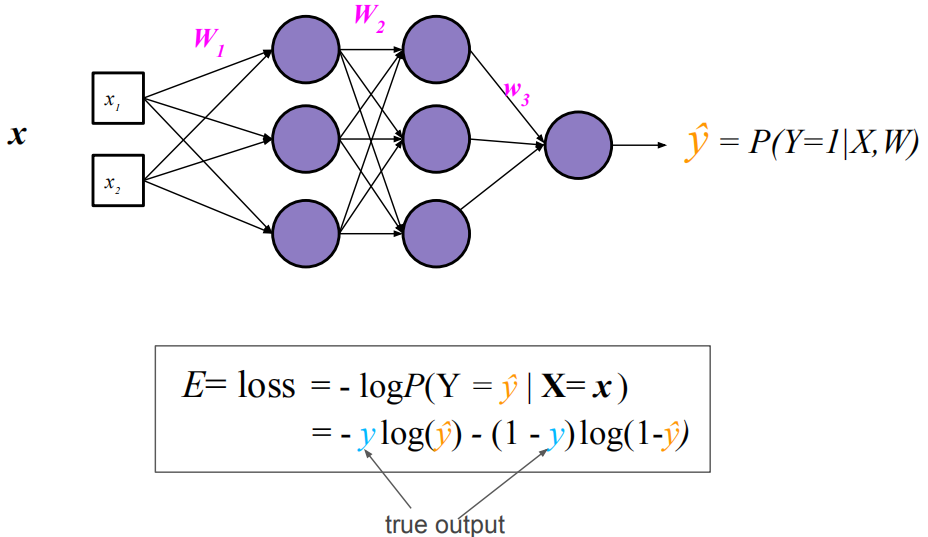 W₁
W₂
x₁
x
w₃
ŷ = P(Y=1|X,W)
x₂
E= loss = - logP(Y = ŷ | X= x )
= - y log(ŷ) - (1 - y)log(1-ŷ)
true output